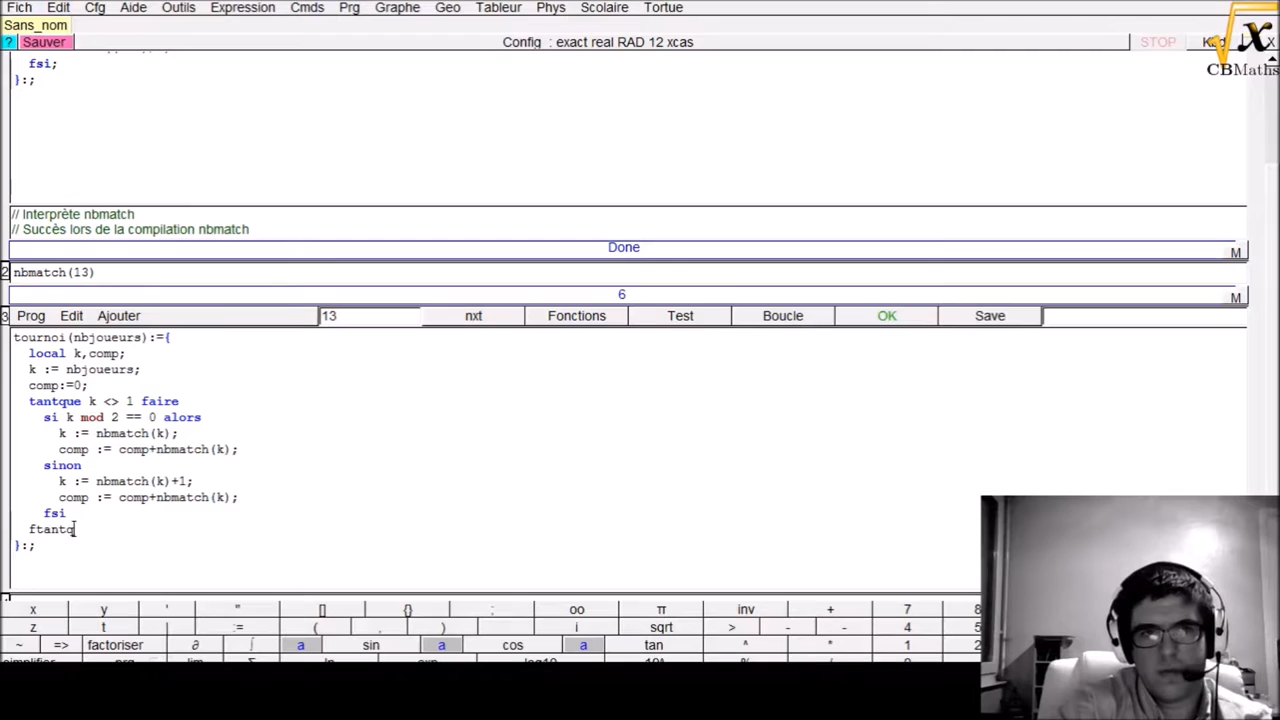 Fich Edit Cfg Aide Outils Expression Cmds Prg Graphe Geo Tableur Phys Scolaire Tortue
Sans_nom
? Sauver Config : exact real RAD 12 xcas STOP X
CBMaths
fsi;
}:;
// Interprète nbmatch
// Succès lors de la compilation nbmatch
Done
M
2 nbmatch(13)
6
M
3 Prog Edit Ajouter 13 nxt Fonctions Test Boucle OK Save
tournoi(nbjoueurs):={
local k,comp;
k := nbjoueurs;
comp:=0;
tantque k <> 1 faire
si k mod 2 == 0 alors
k := nbmatch(k);
comp := comp+nbmatch(k);
sinon
k := nbmatch(k)+1;
comp := comp+nbmatch(k);
fsi
ftantq
}:;
x y ' " [] {} ; oo π inv + 7 8
z t | := ( , ) i sqrt > - - 4 5
~ => factoriser ∂ ∫ a sin a cos a tan ^ * 1 2